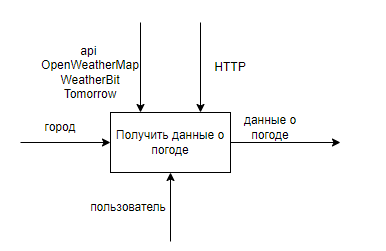 api
OpenWeatherMap
WeatherBit
Tomorrow
HTTP
город
Получить данные о
погоде
данные о
погоде
пользователь